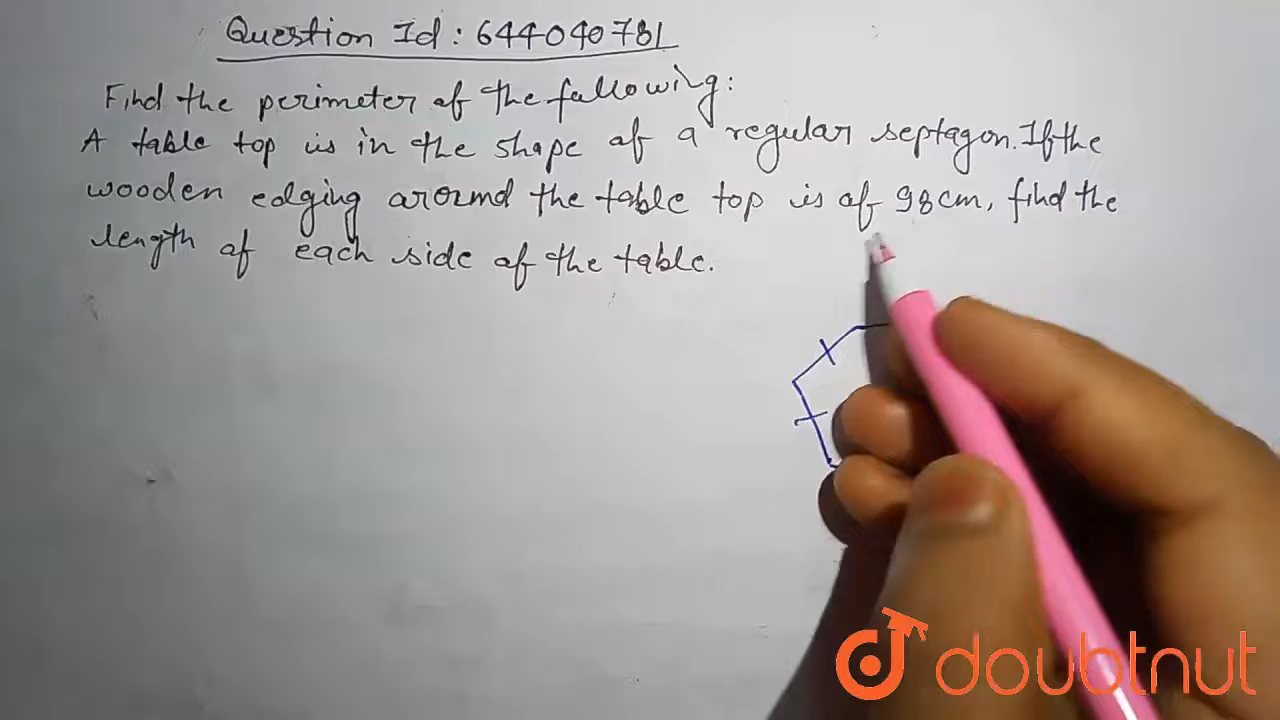 Question Id : 644040781
Find the perimeter of the following:
A table top is in the shape of a regular septagon. If the
wooden edging around the table top is of 98cm, find the
length of each side of the table.
doubtnut